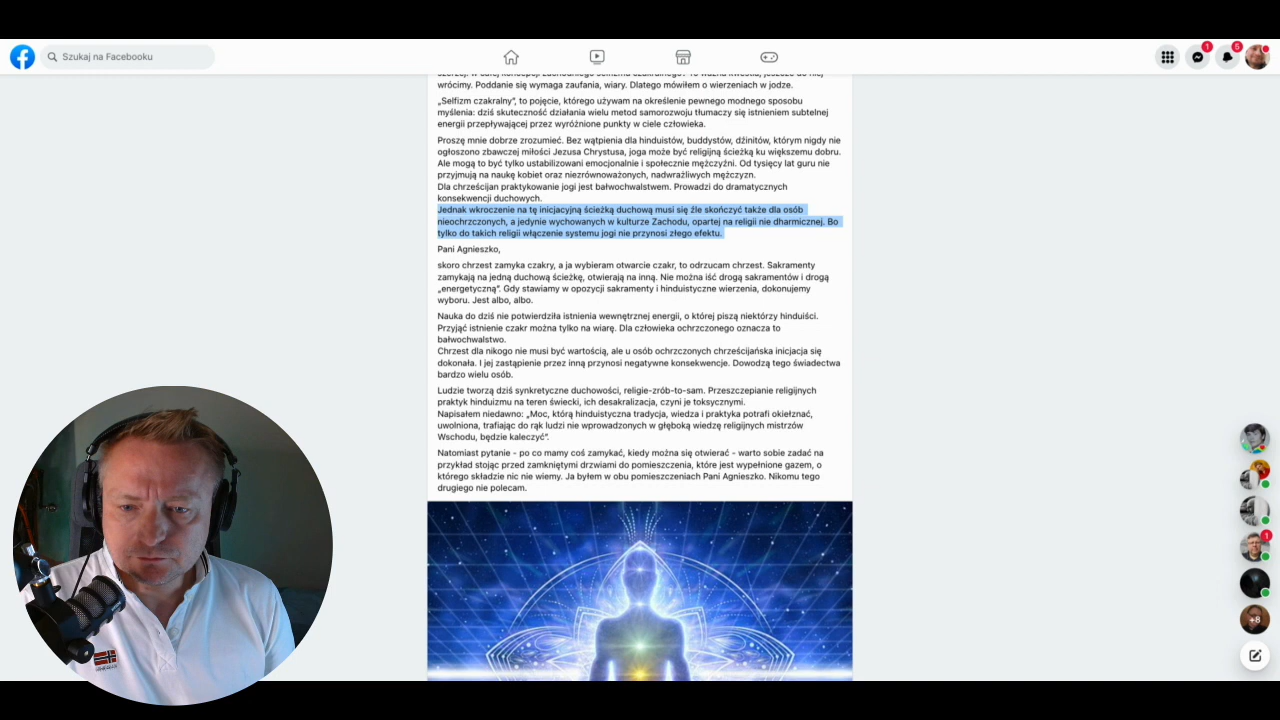 Szukaj na Facebooku
1
5
wrócimy. Poddanie się wymaga zaufania, wiary. Dlatego mówiłem o wierzeniach w jodze.
„Selfizm czakralny", to pojęcie, którego używam na określenie pewnego modnego sposobu
myślenia: dziś skuteczność działania wielu metod samorozwoju tłumaczy się istnieniem subtelnej
energii przepływającej przez wyróżnione punkty w ciele człowieka.
Proszę mnie dobrze zrozumieć. Bez wątpienia dla hinduistów, buddystów, dżinitów, którym nigdy nie
ogłoszono zbawczej miłości Jezusa Chrystusa, joga może być religijną ścieżką ku większemu dobru.
Ale mogą to być tylko ustabilizowani emocjonalnie i społecznie mężczyźni. Od tysięcy lat guru nie
przyjmują na naukę kobiet oraz niezrównoważonych, nadwrażliwych mężczyzn.
Dla chrześcijan praktykowanie jogi jest bałwochwalstwem. Prowadzi do dramatycznych
konsekwencji duchowych.
Jednak wkroczenie na tę inicjacyjną ścieżką duchową musi się źle skończyć także dla osób
nieochrzczonych, a jedynie wychowanych w kulturze Zachodu, opartej na religii nie dharmicznej. Bo
tylko do takich religii włączenie systemu jogi nie przynosi złego efektu.
Pani Agnieszko,
skoro chrzest zamyka czakry, a ja wybieram otwarcie czakr, to odrzucam chrzest. Sakramenty
zamykają na jedną duchową ścieżkę, otwierają na inną. Nie można iść drogą sakramentów i drogą
„energetyczną". Gdy stawiamy w opozycji sakramenty i hinduistyczne wierzenia, dokonujemy
wyboru. Jest albo, albo.
Nauka do dziś nie potwierdziła istnienia wewnętrznej energii, o której piszą niektórzy hinduiści.
Przyjąć istnienie czakr można tylko na wiarę. Dla człowieka ochrzczonego oznacza to
bałwochwalstwo.
Chrzest dla nikogo nie musi być wartością, ale u osób ochrzczonych chrześcijańska inicjacja się
dokonała. I jej zastąpienie przez inną przynosi negatywne konsekwencje. Dowodzą tego świadectwa
bardzo wielu osób.
Ludzie tworzą dziś synkretyczne duchowości, religie-zrób-to-sam. Przeszczepianie religijnych
praktyk hinduizmu na teren świecki, ich desakralizacja, czyni je toksycznymi.
Napisałem niedawno: „Moc, którą hinduistyczna tradycja, wiedza i praktyka potrafi okiełznać,
uwolniona, trafiając do rąk ludzi nie wprowadzonych w głęboką wiedzę religijnych mistrzów
Wschodu, będzie kaleczyć".
Natomiast pytanie - po co mamy coś zamykać, kiedy można się otwierać - warto sobie zadać na
przykład stojąc przed zamkniętymi drzwiami do pomieszczenia, które jest wypełnione gazem, o
którego składzie nic nie wiemy. Ja byłem w obu pomieszczeniach Pani Agnieszko. Nikomu tego
drugiego nie polecam.
1
+8